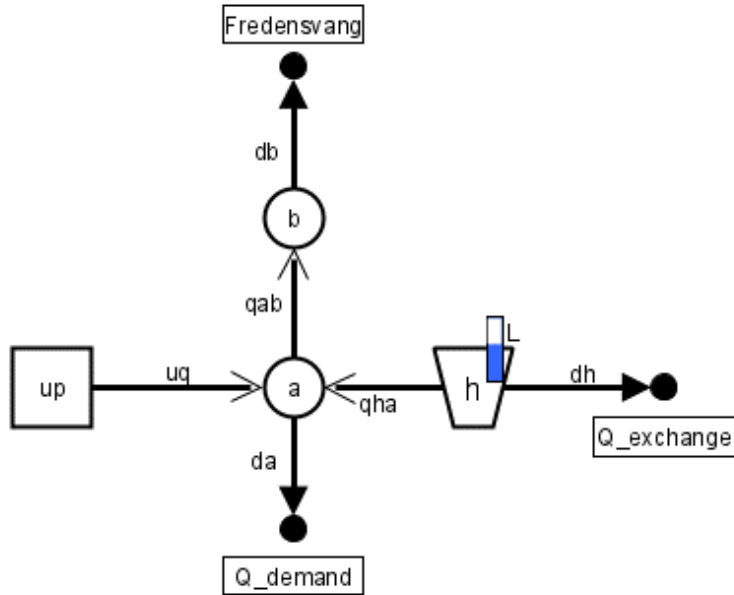 Fredensvang
db
b
qab
L
up
uq
a
qha
h
dh
da
Q_exchange
Q_demand